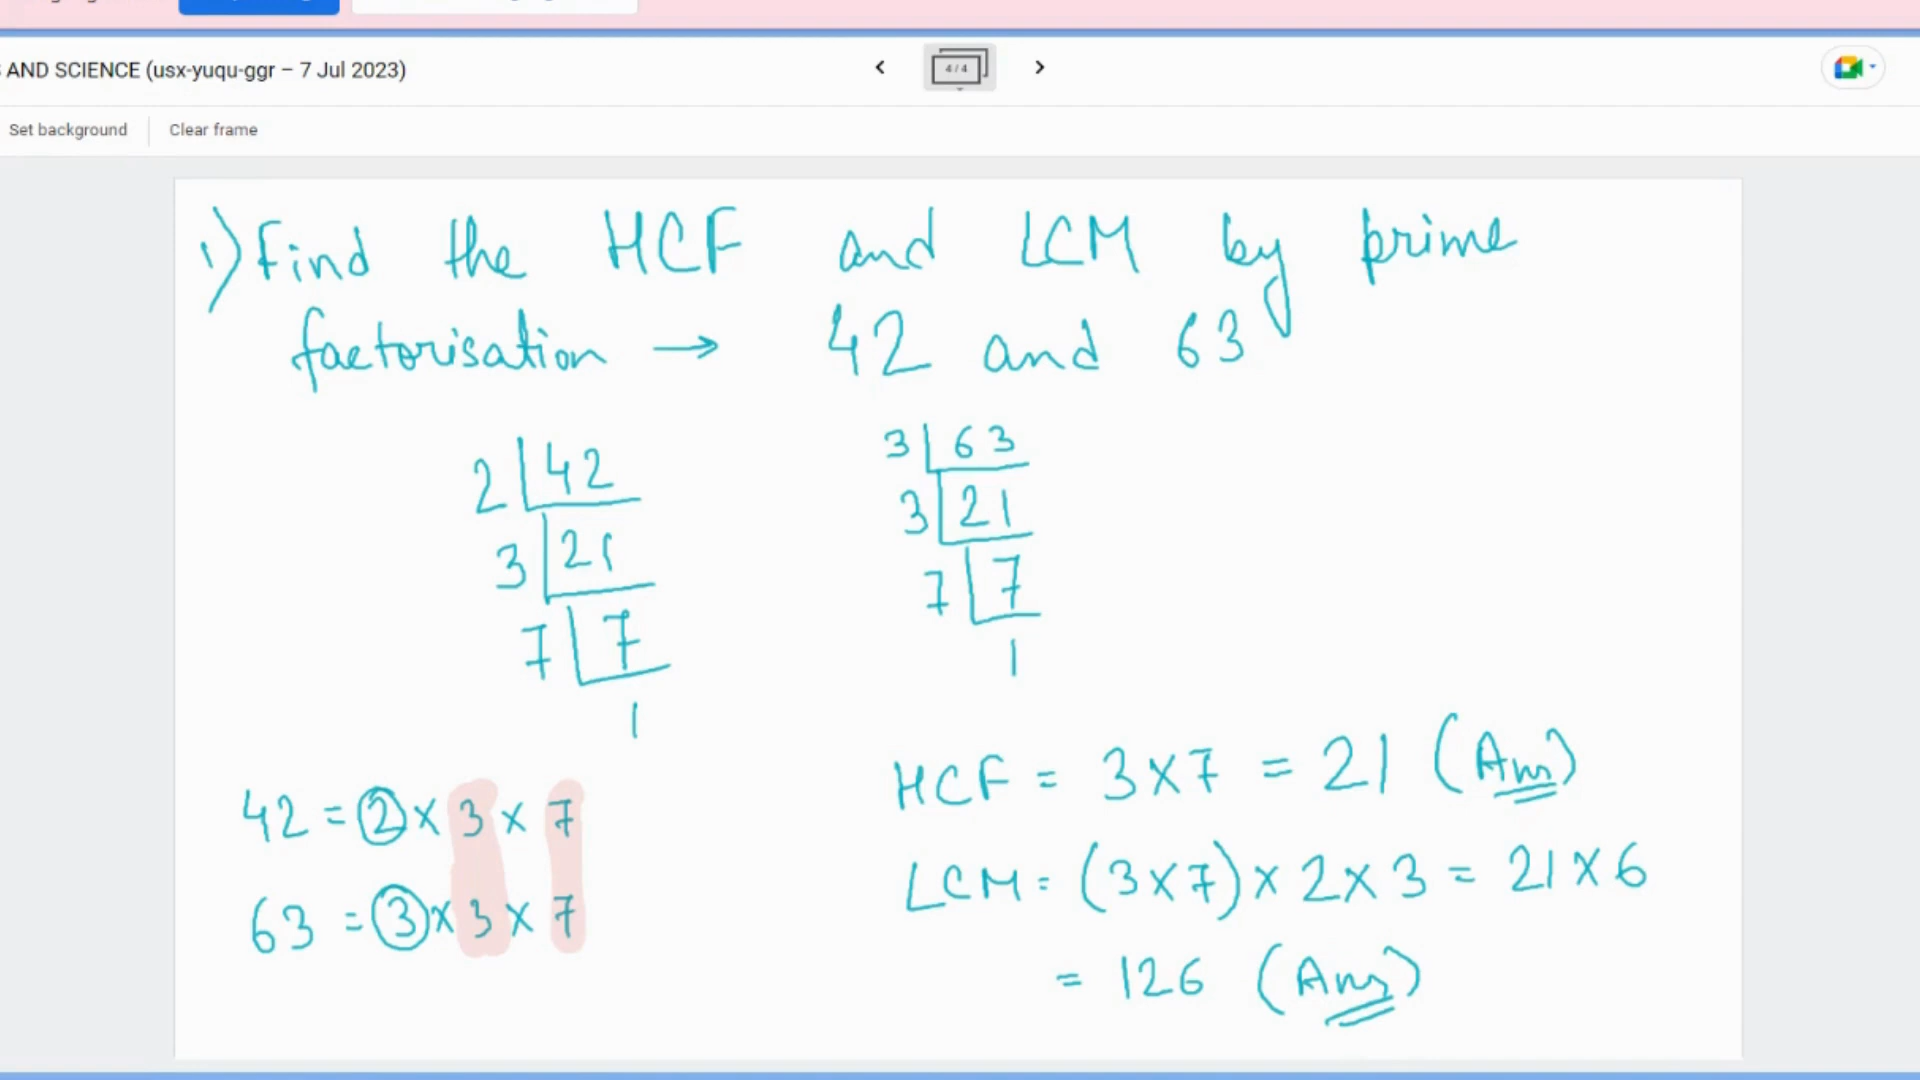 AND SCIENCE (usx-yuqu-ggr – 7 Jul 2023)
4 / 4
Set background
Clear frame
1) Find the HCF and LCM by prime
factorisation → 42 and 63
2 | 42
3 | 21
7 | 7
1
3 | 63
3 | 21
7 | 7
1
42 = 2 × 3 × 7
63 = 3 × 3 × 7
HCF = 3 × 7 = 21 (Ans)
LCM = (3 × 7) × 2 × 3 = 21 × 6
= 126 (Ans)